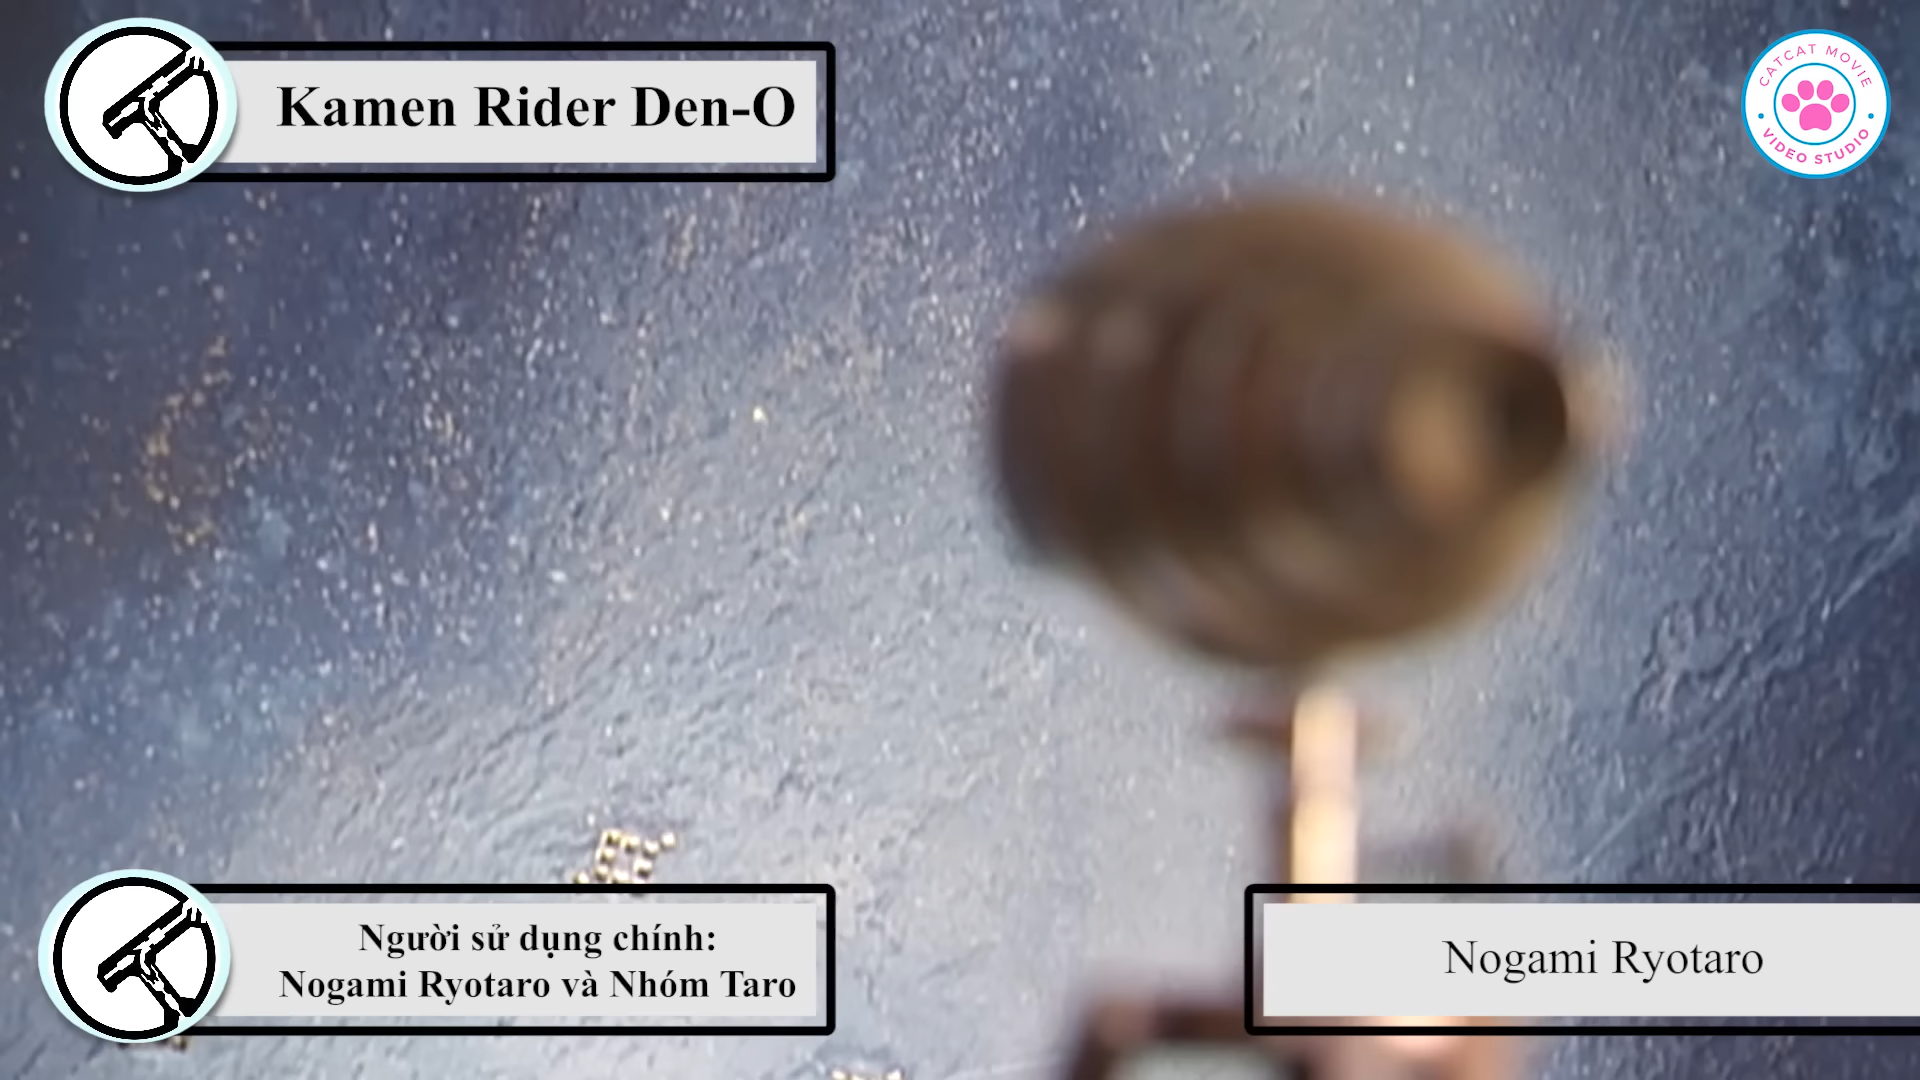 Kamen Rider Den-O
CATCAT MOVIE
VIDEO STUDIO
Người sử dụng chính:
Nogami Ryotaro và Nhóm Taro
Nogami Ryotaro